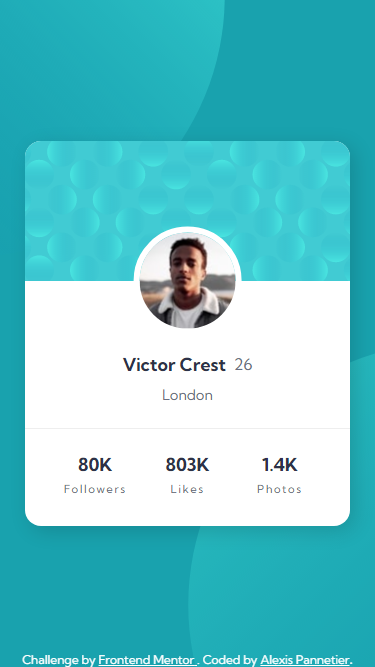 Victor Crest 26
London
80K 803K 1.4K
Followers Likes Photos
Challenge by Frontend Mentor . Coded by Alexis Pannetier.